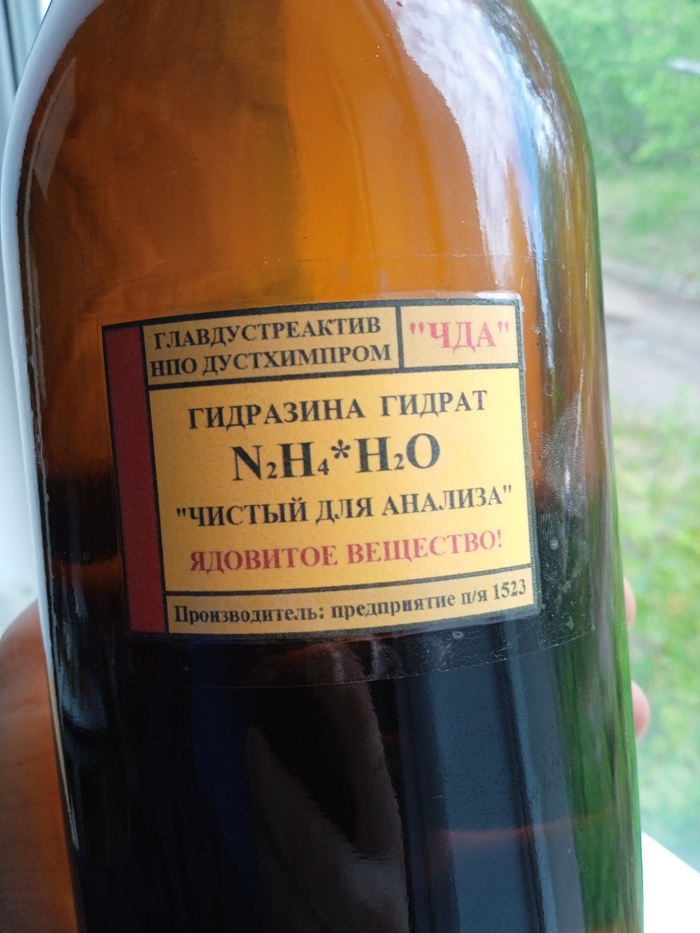 ГЛАВДУСТРЕАКТИВ
НПО ДУСТХИМПРОМ
"ЧДА"
ГИДРАЗИНА ГИДРАТ
N₂H₄*H₂O
"ЧИСТЫЙ ДЛЯ АНАЛИЗА"
ЯДОВИТОЕ ВЕЩЕСТВО!
Производитель: предприятие п/я 1523